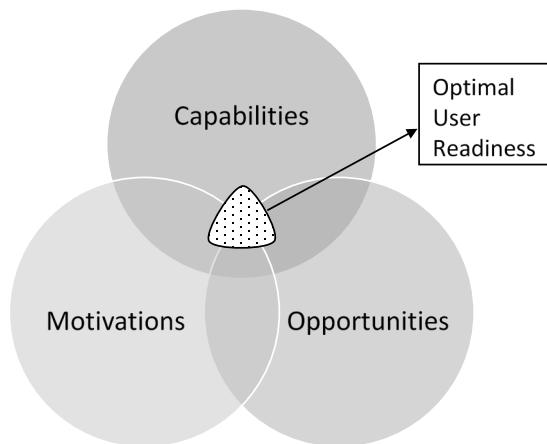 Capabilities
Optimal
User
Readiness
Motivations
Opportunities